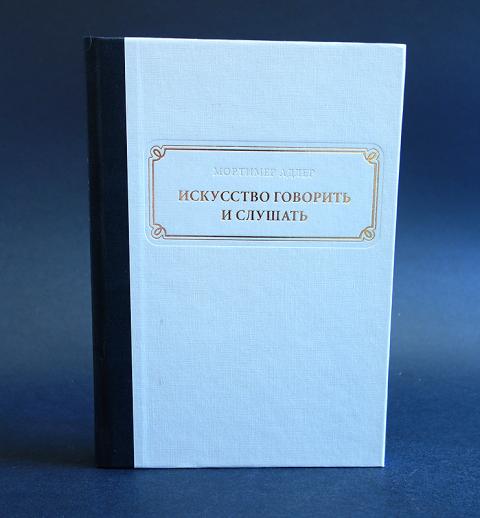 МОРТИМЕР АДЛЕР
ИСКУССТВО ГОВОРИТЬ
И СЛУШАТЬ